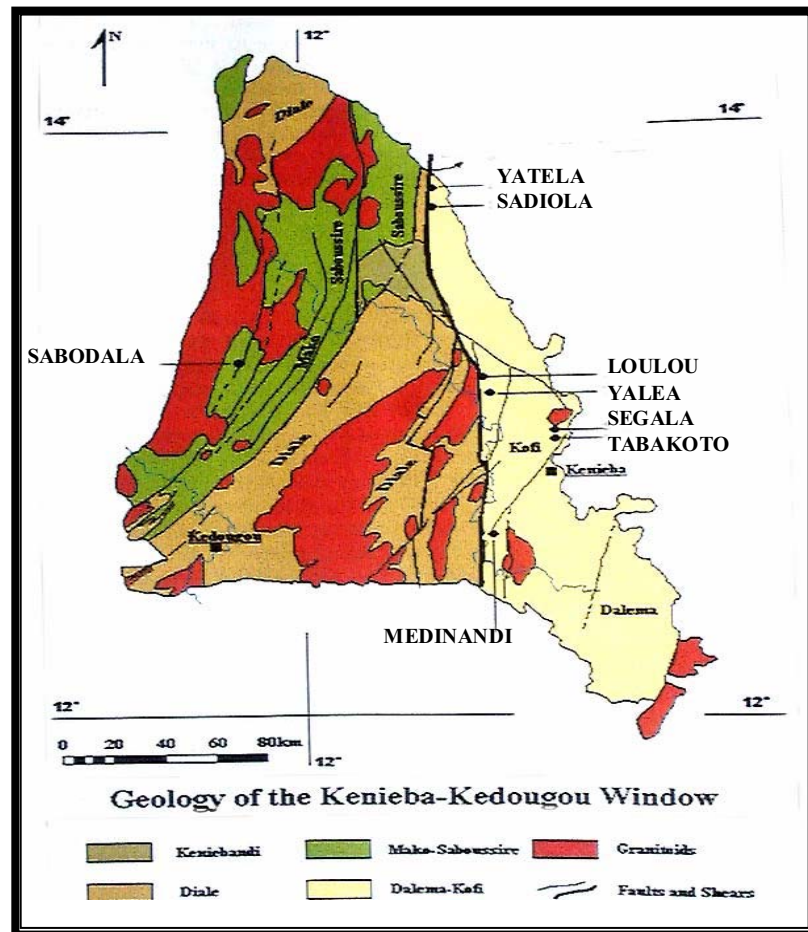 N
12°
14°
14°
Diale
YATELA
SADIOLA
Saboussire
Saboussire
SABODALA
Mako
LOULOU
YALEA
SEGALA
TABAKOTO
Kofi
Kenieba
Diale
Diale
Kedougou
MEDINANDI
Dalema
12°
12°
0 20 40 60 80km
12°
Geology of the Kenieba-Kedougou Window
Keniebandi
Mako-Saboussire
Granitoids
Diale
Dalema-Kofi
Faults and Shears